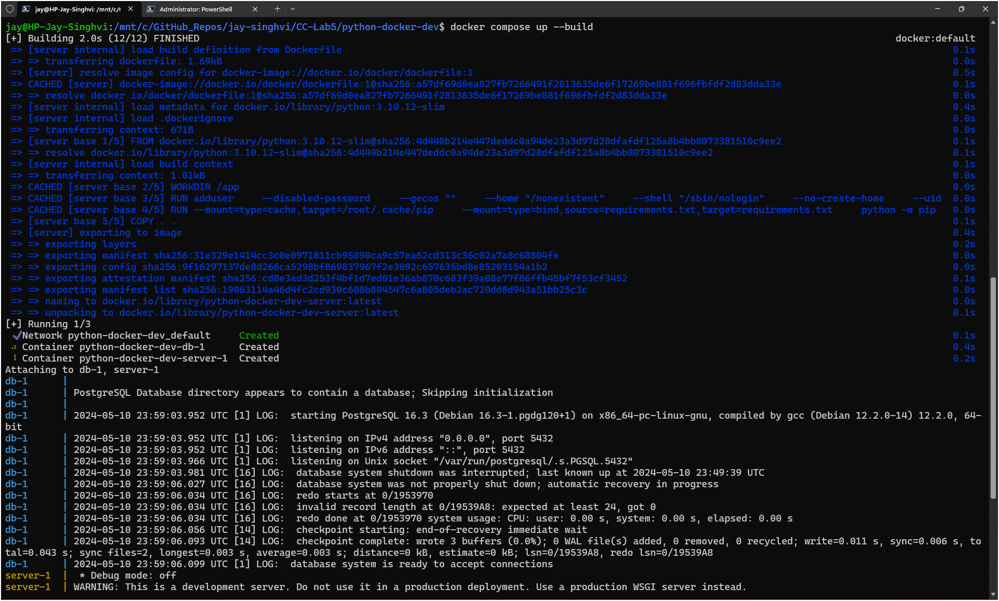 jay@HP-Jay-Singhvi: /mnt/c/G
Administrator: PowerShell
jay@HP-Jay-Singhvi:/mnt/c/GitHub_Repos/jay-singhvi/CC-Lab5/python-docker-dev$ docker compose up --build
[+] Building 2.0s (12/12) FINISHED docker:default
=> [server internal] load build definition from Dockerfile 0.1s
=> => transferring dockerfile: 1.69kB 0.0s
=> [server] resolve image config for docker-image://docker.io/docker/dockerfile:1 0.5s
=> CACHED [server] docker-image://docker.io/docker/dockerfile:1@sha256:a57df69d0ea827fb7266491f2813635de6f17269be881f696fbfdf2d83dda33e 0.1s
=> => resolve docker.io/docker/dockerfile:1@sha256:a57df69d0ea827fb7266491f2813635de6f17269be881f696fbfdf2d83dda33e 0.0s
=> [server internal] load metadata for docker.io/library/python:3.10.12-slim 0.4s
=> [server internal] load .dockerignore 0.0s
=> => transferring context: 671B 0.0s
=> [server base 1/5] FROM docker.io/library/python:3.10.12-slim@sha256:4d440b214e447deddc0a94de23a3d97d28dfafdf125a8b4bb8073381510c9ee2 0.1s
=> => resolve docker.io/library/python:3.10.12-slim@sha256:4d440b214e447deddc0a94de23a3d97d28dfafdf125a8b4bb8073381510c9ee2 0.1s
=> [server internal] load build context 0.1s
=> => transferring context: 1.01kB 0.0s
=> CACHED [server base 2/5] WORKDIR /app 0.0s
=> CACHED [server base 3/5] RUN adduser --disabled-password --gecos "" --home "/nonexistent" --shell "/sbin/nologin" --no-create-home --uid 0.0s
=> CACHED [server base 4/5] RUN --mount=type=cache,target=/root/.cache/pip --mount=type=bind,source=requirements.txt,target=requirements.txt python -m pip 0.0s
=> [server base 5/5] COPY . . 0.1s
=> [server] exporting to image 0.4s
=> => exporting layers 0.2s
=> => exporting manifest sha256:31e329e1414cc3c0e0971811cb95890ca9c57ea62cd313c36c02a7a8c68804fe 0.0s
=> => exporting config sha256:9f16297137de8d266ca5298bf869837967f2e3092c657635bd8e85203154a1b2 0.0s
=> => exporting attestation manifest sha256:cd8e3ad3d253f4bf1d7ed01e36ab870c683f39a08e77f86ffb45bf7f53cf3452 0.1s
=> => exporting manifest list sha256:19063114a46d4fc2cd930c608b804547c6a805deb2ac720dd8d943a51bb25c3c 0.0s
=> => naming to docker.io/library/python-docker-dev-server:latest 0.0s
=> => unpacking to docker.io/library/python-docker-dev-server:latest 0.1s
[+] Running 1/3
✔Network python-docker-dev_default Created 0.1s
Container python-docker-dev-db-1 Created 0.4s
Container python-docker-dev-server-1 Created 0.2s
Attaching to db-1, server-1
db-1 |
db-1 | PostgreSQL Database directory appears to contain a database; Skipping initialization
db-1 |
db-1 | 2024-05-10 23:59:03.952 UTC [1] LOG: starting PostgreSQL 16.3 (Debian 16.3-1.pgdg120+1) on x86_64-pc-linux-gnu, compiled by gcc (Debian 12.2.0-14) 12.2.0, 64-
bit
db-1 | 2024-05-10 23:59:03.952 UTC [1] LOG: listening on IPv4 address "0.0.0.0", port 5432
db-1 | 2024-05-10 23:59:03.952 UTC [1] LOG: listening on IPv6 address "::", port 5432
db-1 | 2024-05-10 23:59:03.966 UTC [1] LOG: listening on Unix socket "/var/run/postgresql/.s.PGSQL.5432"
db-1 | 2024-05-10 23:59:03.981 UTC [16] LOG: database system shutdown was interrupted; last known up at 2024-05-10 23:49:39 UTC
db-1 | 2024-05-10 23:59:06.027 UTC [16] LOG: database system was not properly shut down; automatic recovery in progress
db-1 | 2024-05-10 23:59:06.034 UTC [16] LOG: redo starts at 0/1953970
db-1 | 2024-05-10 23:59:06.034 UTC [16] LOG: invalid record length at 0/19539A8: expected at least 24, got 0
db-1 | 2024-05-10 23:59:06.034 UTC [16] LOG: redo done at 0/1953970 system usage: CPU: user: 0.00 s, system: 0.00 s, elapsed: 0.00 s
db-1 | 2024-05-10 23:59:06.056 UTC [14] LOG: checkpoint starting: end-of-recovery immediate wait
db-1 | 2024-05-10 23:59:06.093 UTC [14] LOG: checkpoint complete: wrote 3 buffers (0.0%); 0 WAL file(s) added, 0 removed, 0 recycled; write=0.011 s, sync=0.006 s, to
tal=0.043 s; sync files=2, longest=0.003 s, average=0.003 s; distance=0 kB, estimate=0 kB; lsn=0/19539A8, redo lsn=0/19539A8
db-1 | 2024-05-10 23:59:06.099 UTC [1] LOG: database system is ready to accept connections
server-1 | * Debug mode: off
server-1 | WARNING: This is a development server. Do not use it in a production deployment. Use a production WSGI server instead.